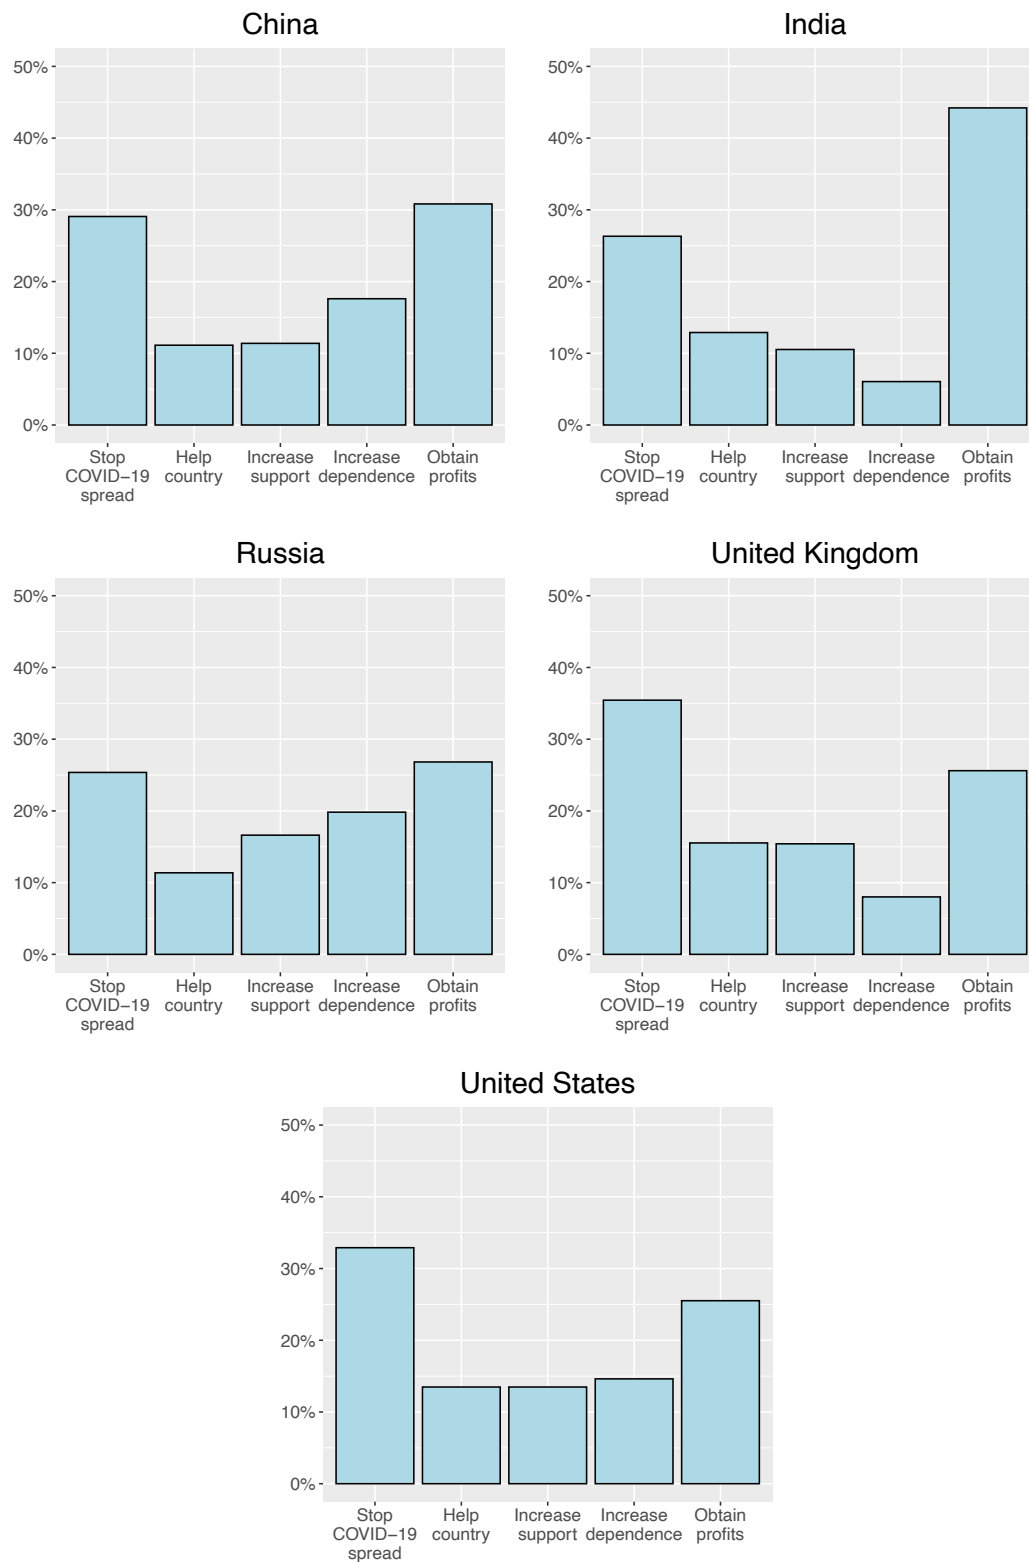 China
50%
40%
30%
20%
10%
0%
Stop Help Increase Increase Obtain
COVID−19 country support dependence profits
spread
India
50%
40%
30%
20%
10%
0%
Stop Help Increase Increase Obtain
COVID−19 country support dependence profits
spread
Russia
50%
40%
30%
20%
10%
0%
Stop Help Increase Increase Obtain
COVID−19 country support dependence profits
spread
United Kingdom
50%
40%
30%
20%
10%
0%
Stop Help Increase Increase Obtain
COVID−19 country support dependence profits
spread
United States
50%
40%
30%
20%
10%
0%
Stop Help Increase Increase Obtain
COVID−19 country support dependence profits
spread